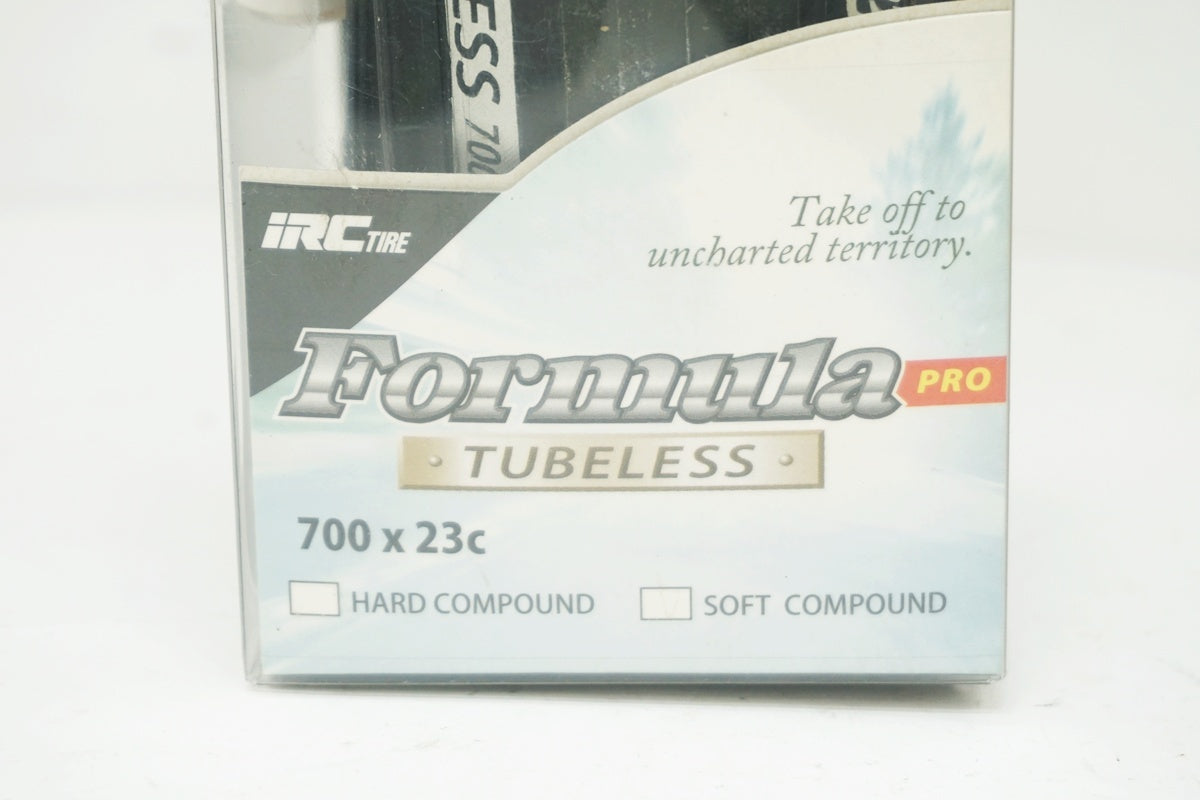 ESS 700
iRC TIRE
Take off to
uncharted territory.
Formula PRO
TUBELESS
700 x 23c
HARD COMPOUND
SOFT COMPOUND